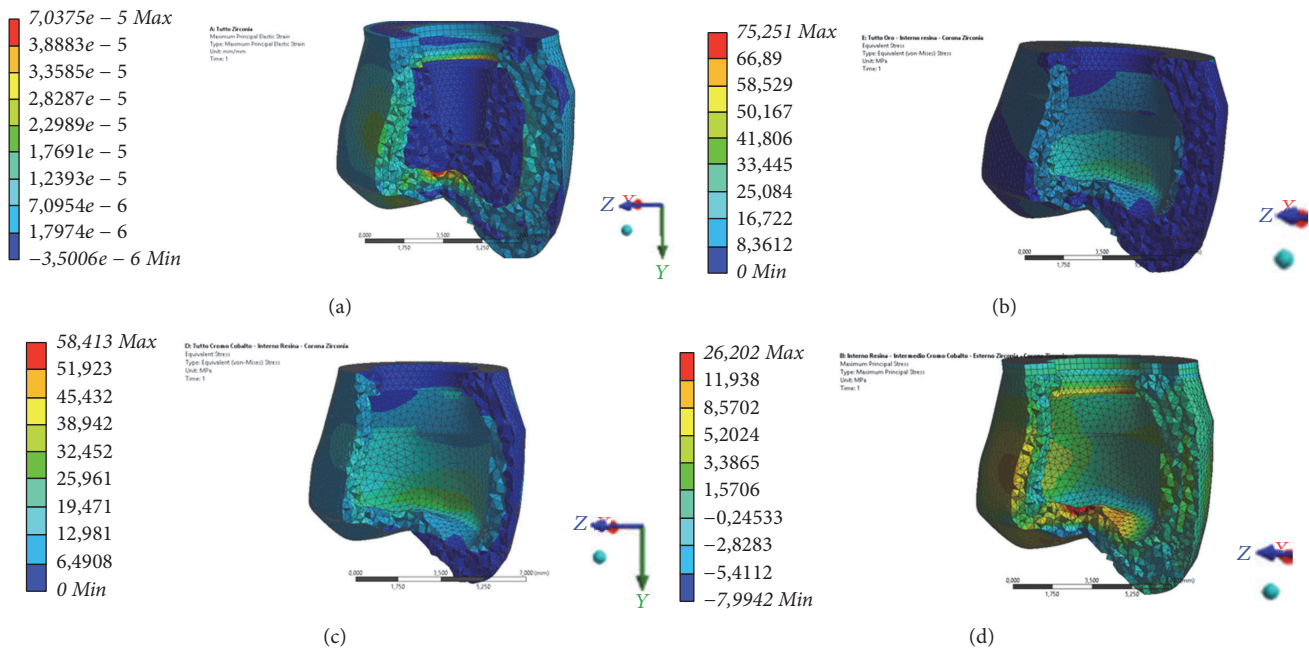 7,0375e – 5 Max
3,8883e – 5
3,3585e – 5
2,8287e – 5
2,2989e – 5
1,7691e – 5
1,2393e – 5
7,0954e – 6
1,7974e – 6
−3,5006e – 6 Min
A: Tutto Zirconia
Maximum Principal Elastic Strain
Type: Maximum Principal Elastic Strain
Unit: mm/mm
Time: 1
0,000
1,750
3,500
5,250
Z
X
Y
(a)
75,251 Max
66,89
58,529
50,167
41,806
33,445
25,084
16,722
8,3612
0 Min
E: Tutto Oro - Interno resina - Corona Zirconia
Equivalent Stress
Type: Equivalent (von-Mises) Stress
Unit: MPa
Time: 1
0,000
1,750
3,500
Z
X
(b)
58,413 Max
51,923
45,432
38,942
32,452
25,961
19,471
12,981
6,4908
0 Min
D: Tutto Cromo Cobalto - Interno Resina - Corona Zirconia
Equivalent Stress
Type: Equivalent (von-Mises) Stress
Unit: MPa
Time: 1
0,000
1,750
3,500
5,250
7,000 (mm)
Z
Y
(c)
26,202 Max
11,938
8,5702
5,2024
3,3865
1,5706
−0,24533
−2,8283
−5,4112
−7,9942 Min
B: Interno Resina - Intermedio Cromo Cobalto - Esterno Zirconia - Corona Zirconia
Maximum Principal Stress
Type: Maximum Principal Stress
Unit: MPa
Time: 1
0,000
1,750
3,500
5,250
Z
X
(d)